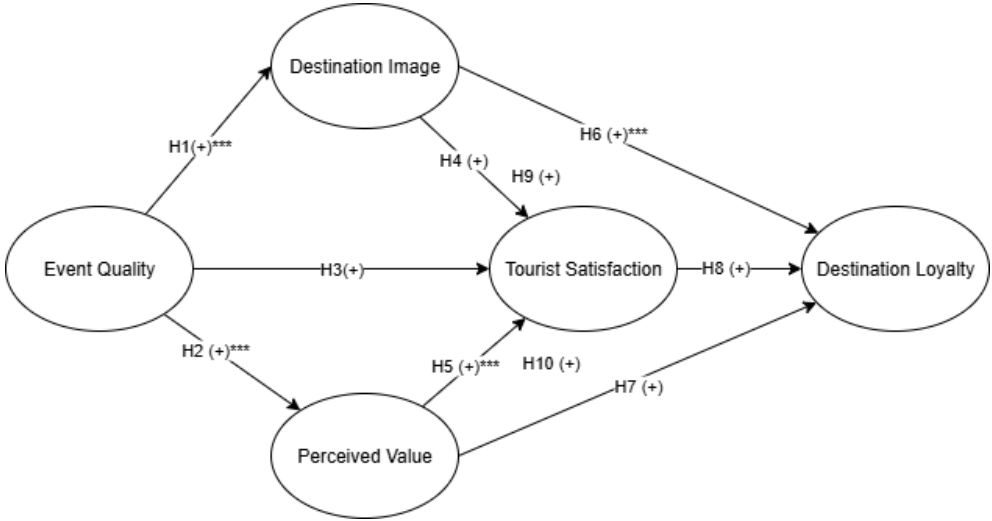 Destination Image
H6 (+)***
H1(+)***
H4 (+)
H9 (+)
Event Quality
H3(+)
Tourist Satisfaction
H8 (+)
Destination Loyalty
H2 (+)***
H5 (+)***
H10 (+)
H7 (+)
Perceived Value